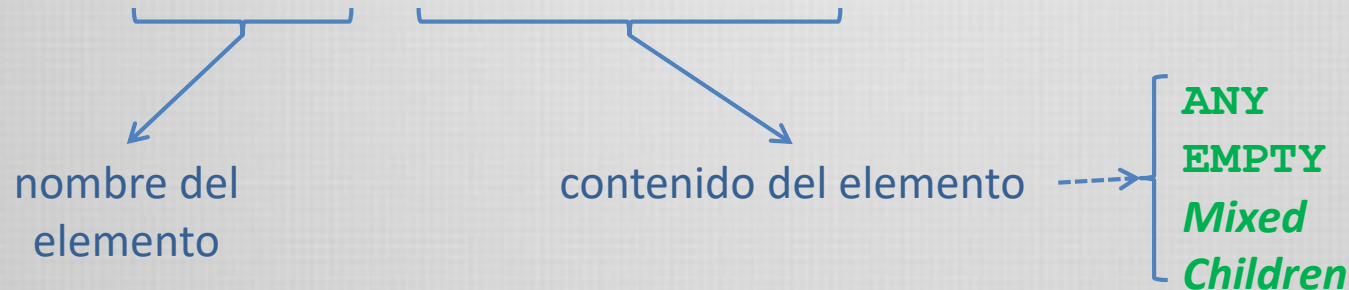 nombre del
elemento
contenido del elemento
ANY
EMPTY
Mixed
Children